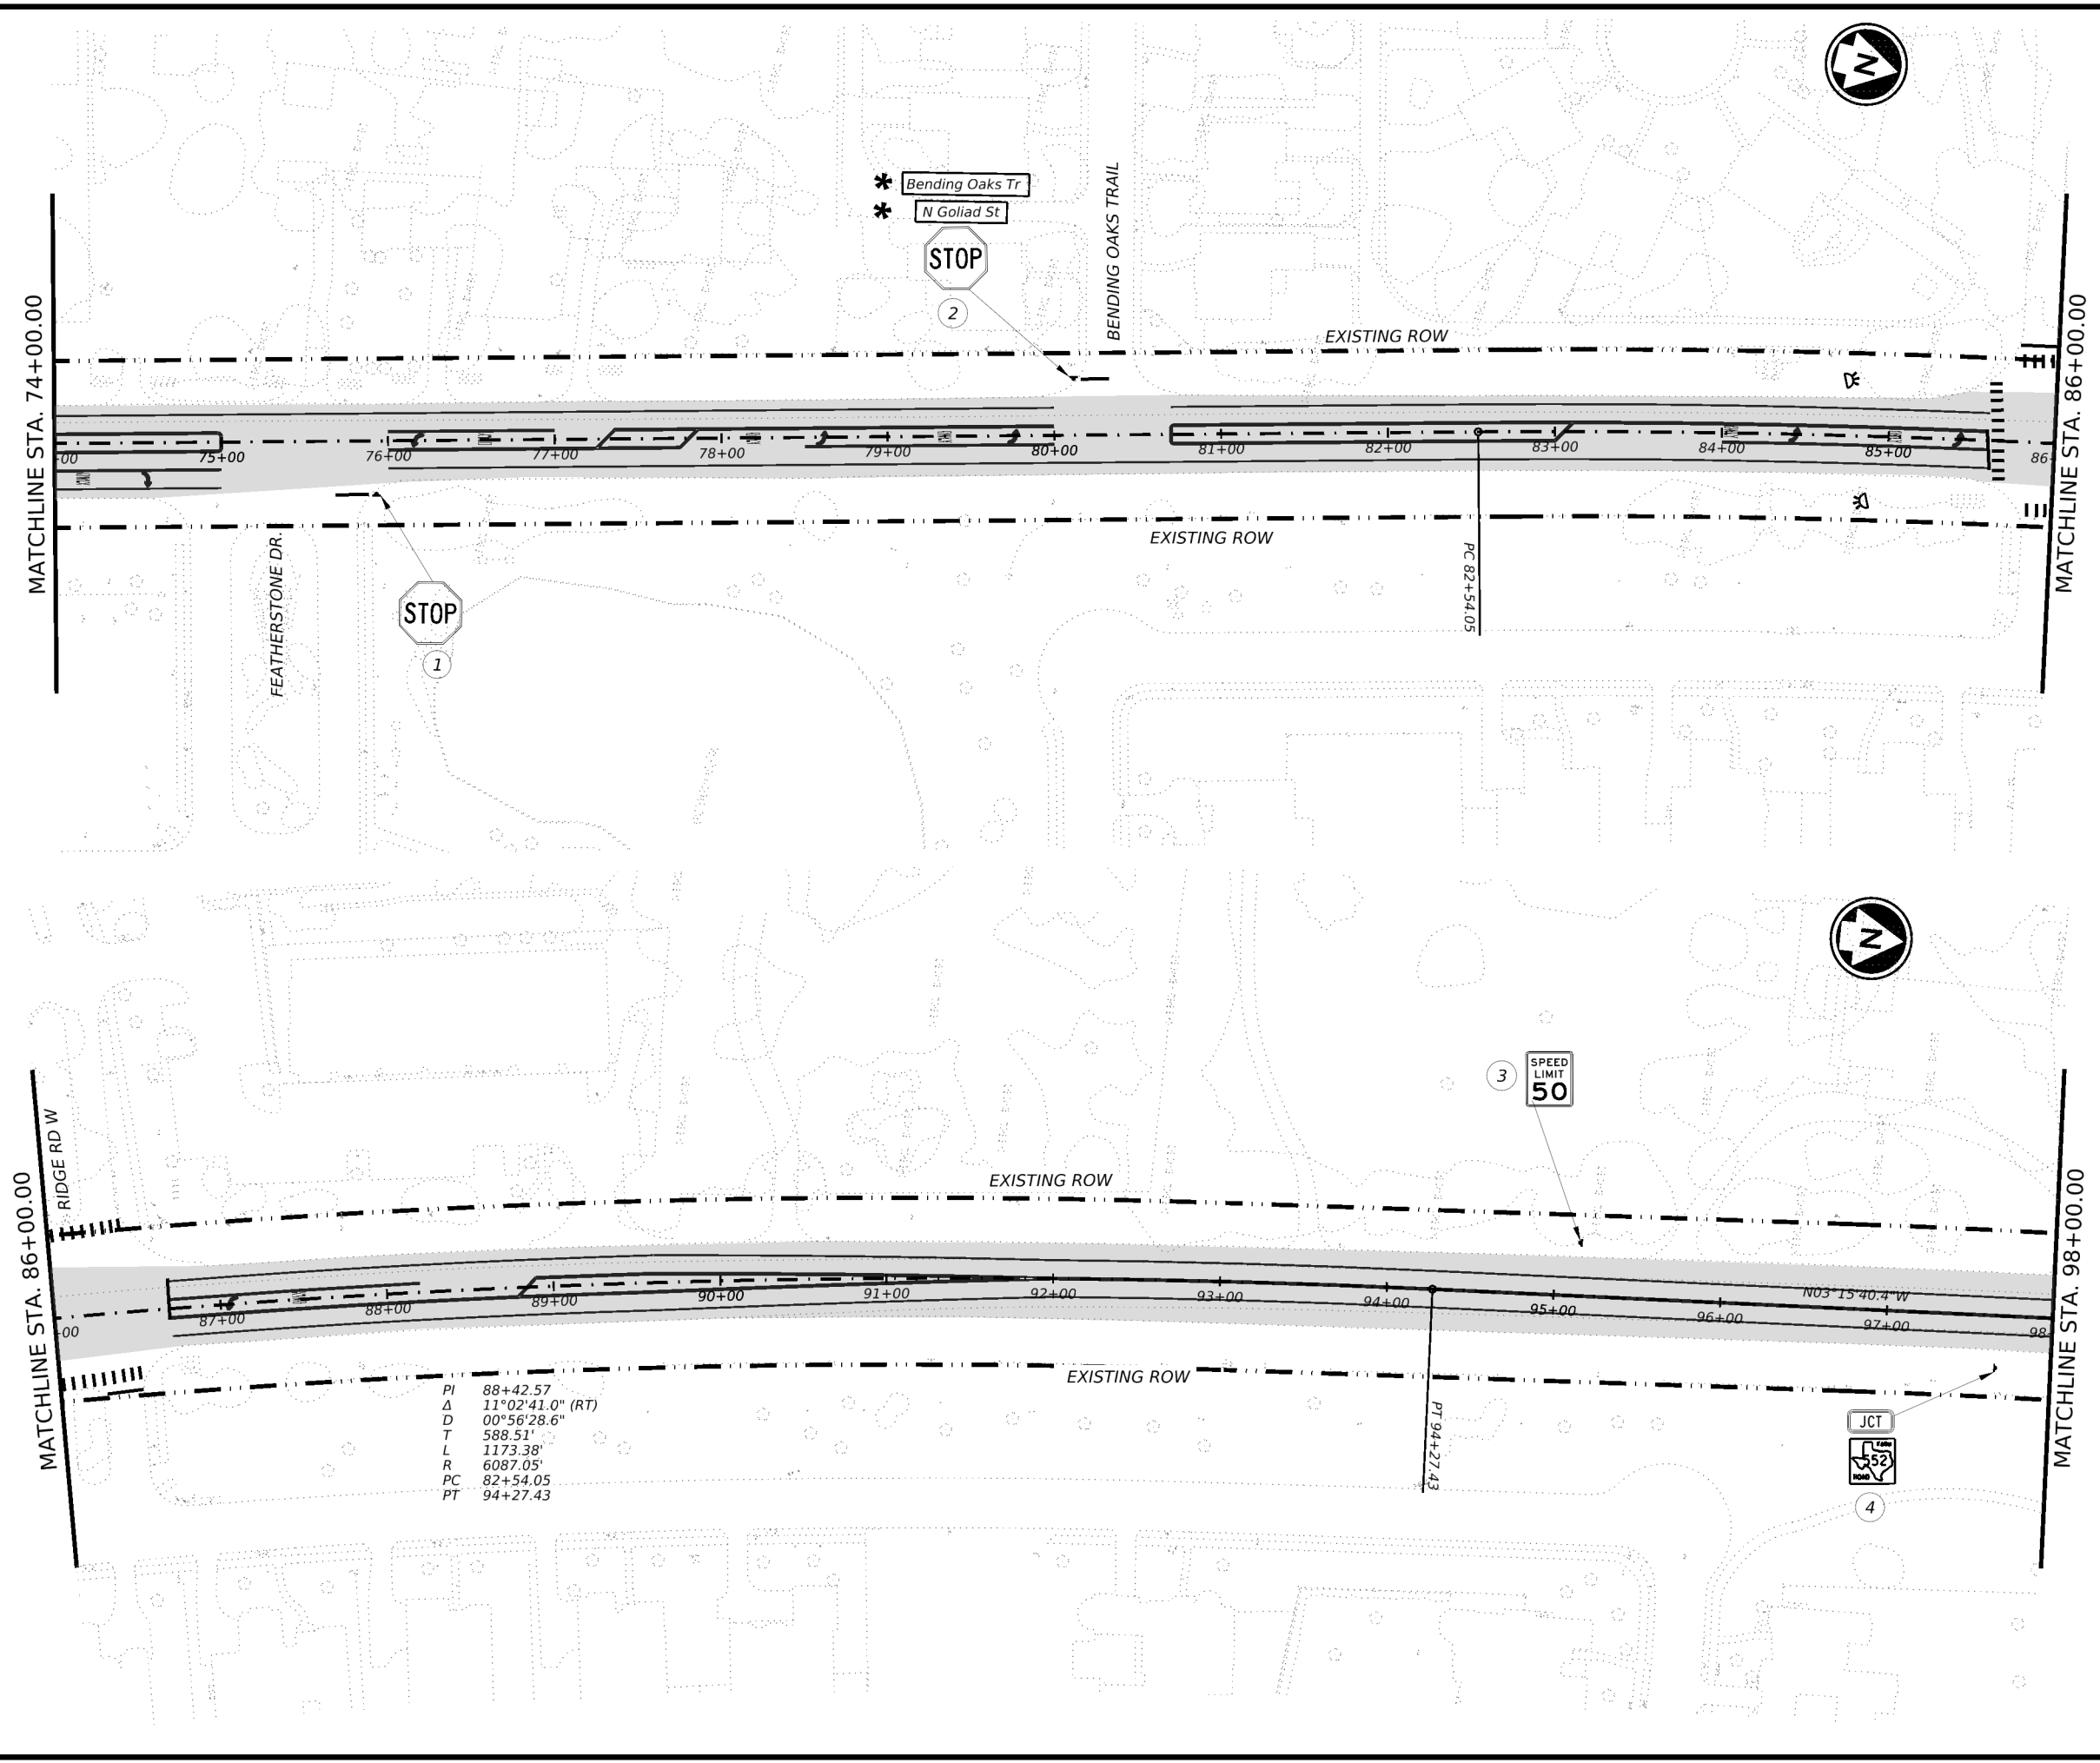 N
* Bending Oaks Tr
* N Goliad St
STOP
2
BENDING OAKS TRAIL
EXISTING ROW
MATCHLINE STA. 74+00.00
MATCHLINE STA. 86+00.00
+00
75+00
76+00
77+00
78+00
79+00
80+00
81+00
82+00
83+00
84+00
85+00
86
EXISTING ROW
FEATHERSTONE DR.
STOP
1
PC 82+54.05
N
3
SPEED
LIMIT
50
RIDGE RD W
EXISTING ROW
MATCHLINE STA. 86+00.00
MATCHLINE STA. 98+00.00
+00
87+00
88+00
89+00
90+00
91+00
92+00
93+00
94+00
95+00
96+00
97+00
98
N03°15'40.4"W
EXISTING ROW
PI 88+42.57
Δ 11°02'41.0" (RT)
D 00°56'28.6"
T 588.51'
L 1173.38'
R 6087.05'
PC 82+54.05
PT 94+27.43
PT 94+27.43
JCT
FARM
552
ROAD
4